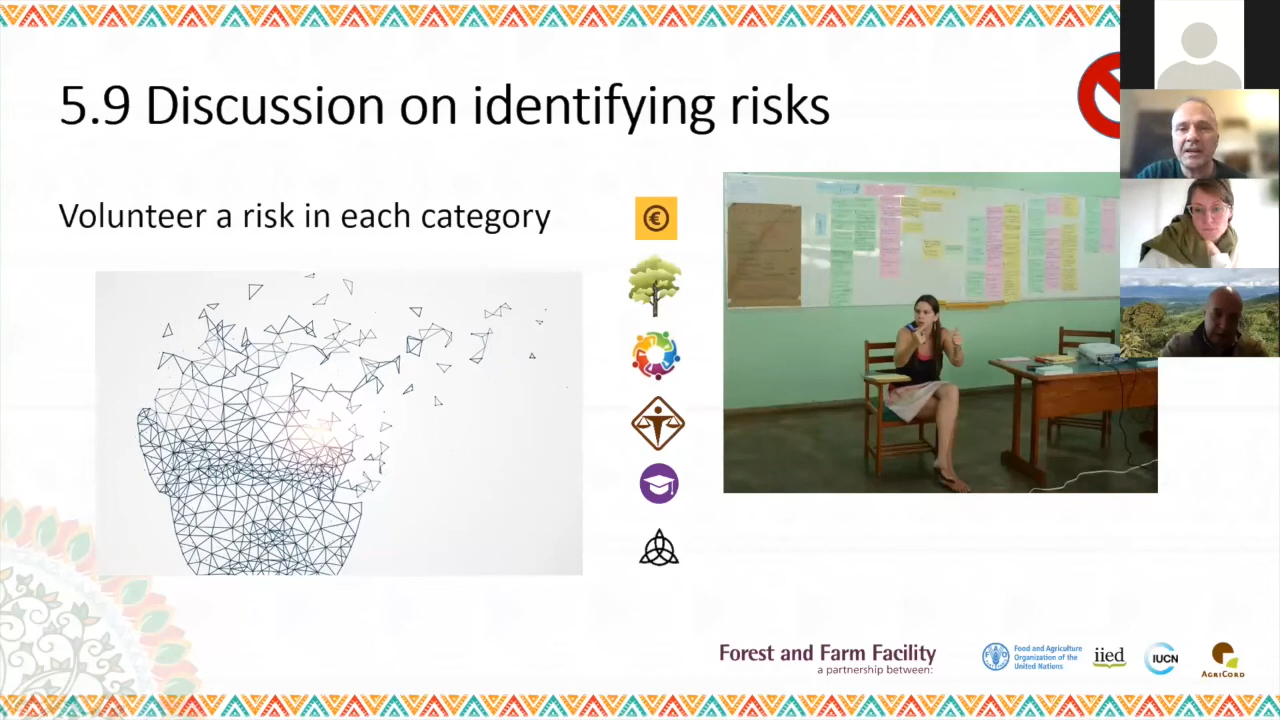 5.9 Discussion on identifying risks
Volunteer a risk in each category
€
Forest and Farm Facility
a partnership between:
Food and Agriculture
Organization of the
United Nations
iied
IUCN
AGRICORD